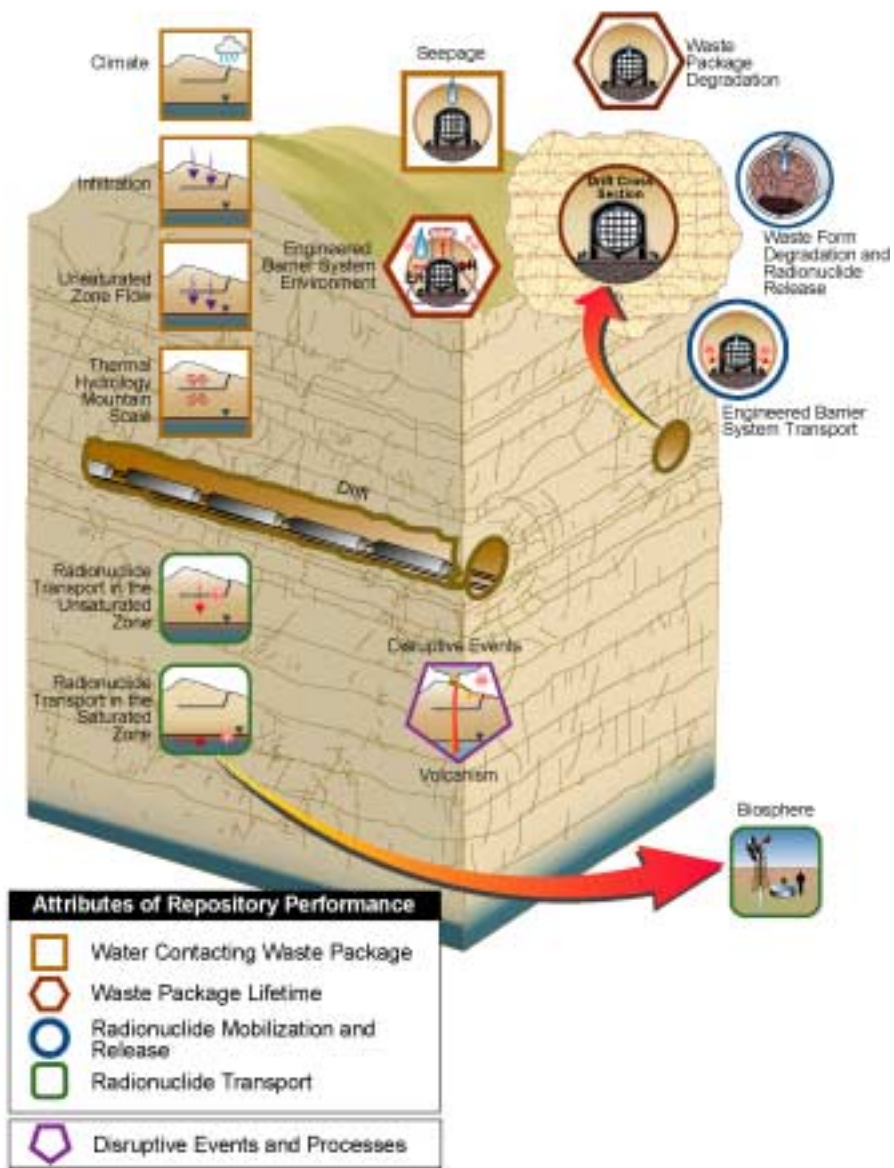 Climate
Seepage
Waste
Package
Degradation
Infiltration
Drift Cross
Section
Engineered
Barrier System
Environment
Waste Form
Degradation and
Radionuclide
Release
Unsaturated
Zone Flow
Thermal
Hydrology
Mountain
Scale
Engineered Barrier
System Transport
Drift
Radionuclide
Transport in the
Unsaturated
Zone
Disruptive Events
Radionuclide
Transport in the
Saturated
Zone
Volcanism
Biosphere
Attributes of Repository Performance
Water Contacting Waste Package
Waste Package Lifetime
Radionuclide Mobilization and
Release
Radionuclide Transport
Disruptive Events and Processes